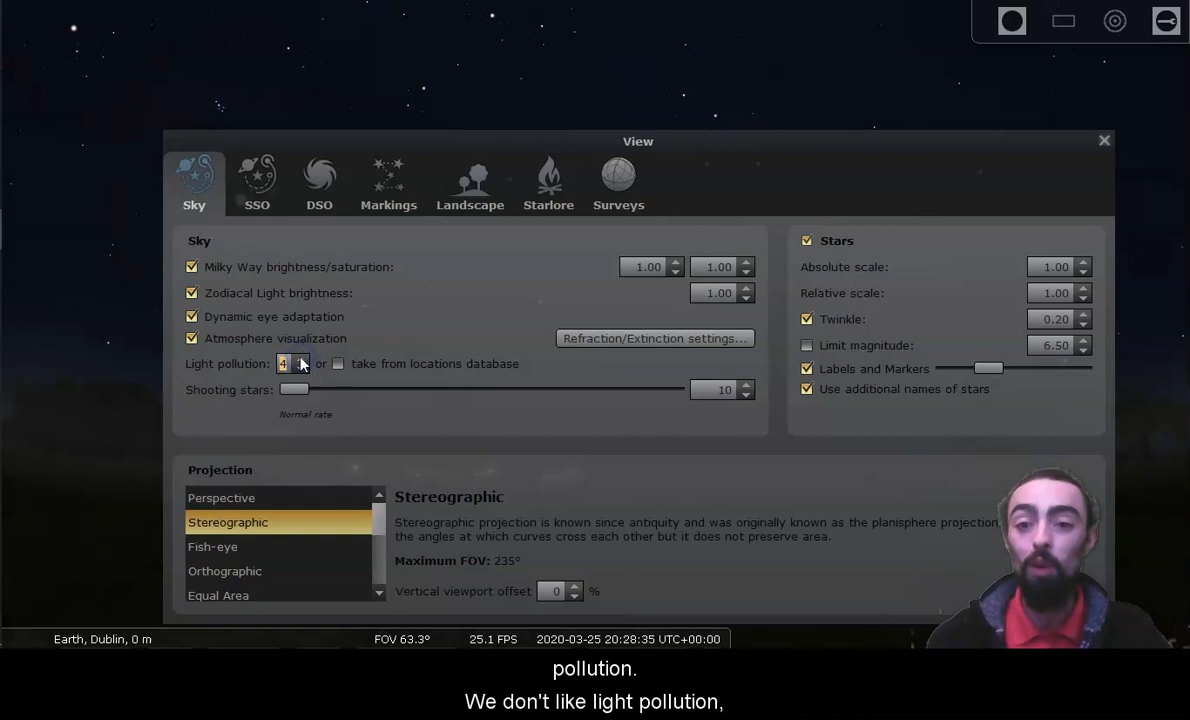 View
Sky SSO DSO Markings Landscape Starlore Surveys
Sky
Milky Way brightness/saturation: 1.00 1.00
Zodiacal Light brightness: 1.00
Dynamic eye adaptation
Atmosphere visualization Refraction/Extinction settings...
Light pollution: 4 or take from locations database
Shooting stars: 10
Normal rate
Stars
Absolute scale: 1.00
Relative scale: 1.00
Twinkle: 0.20
Limit magnitude: 6.50
Labels and Markers
Use additional names of stars
Projection
Perspective
Stereographic
Fish-eye
Orthographic
Equal Area
Stereographic
Stereographic projection is known since antiquity and was originally known as the planisphere projection
the angles at which curves cross each other but it does not preserve area.
Maximum FOV: 235°
Vertical viewport offset 0 %
Earth, Dublin, 0 m FOV 63.3° 25.1 FPS 2020-03-25 20:28:35 UTC+00:00
pollution.
We don't like light pollution,